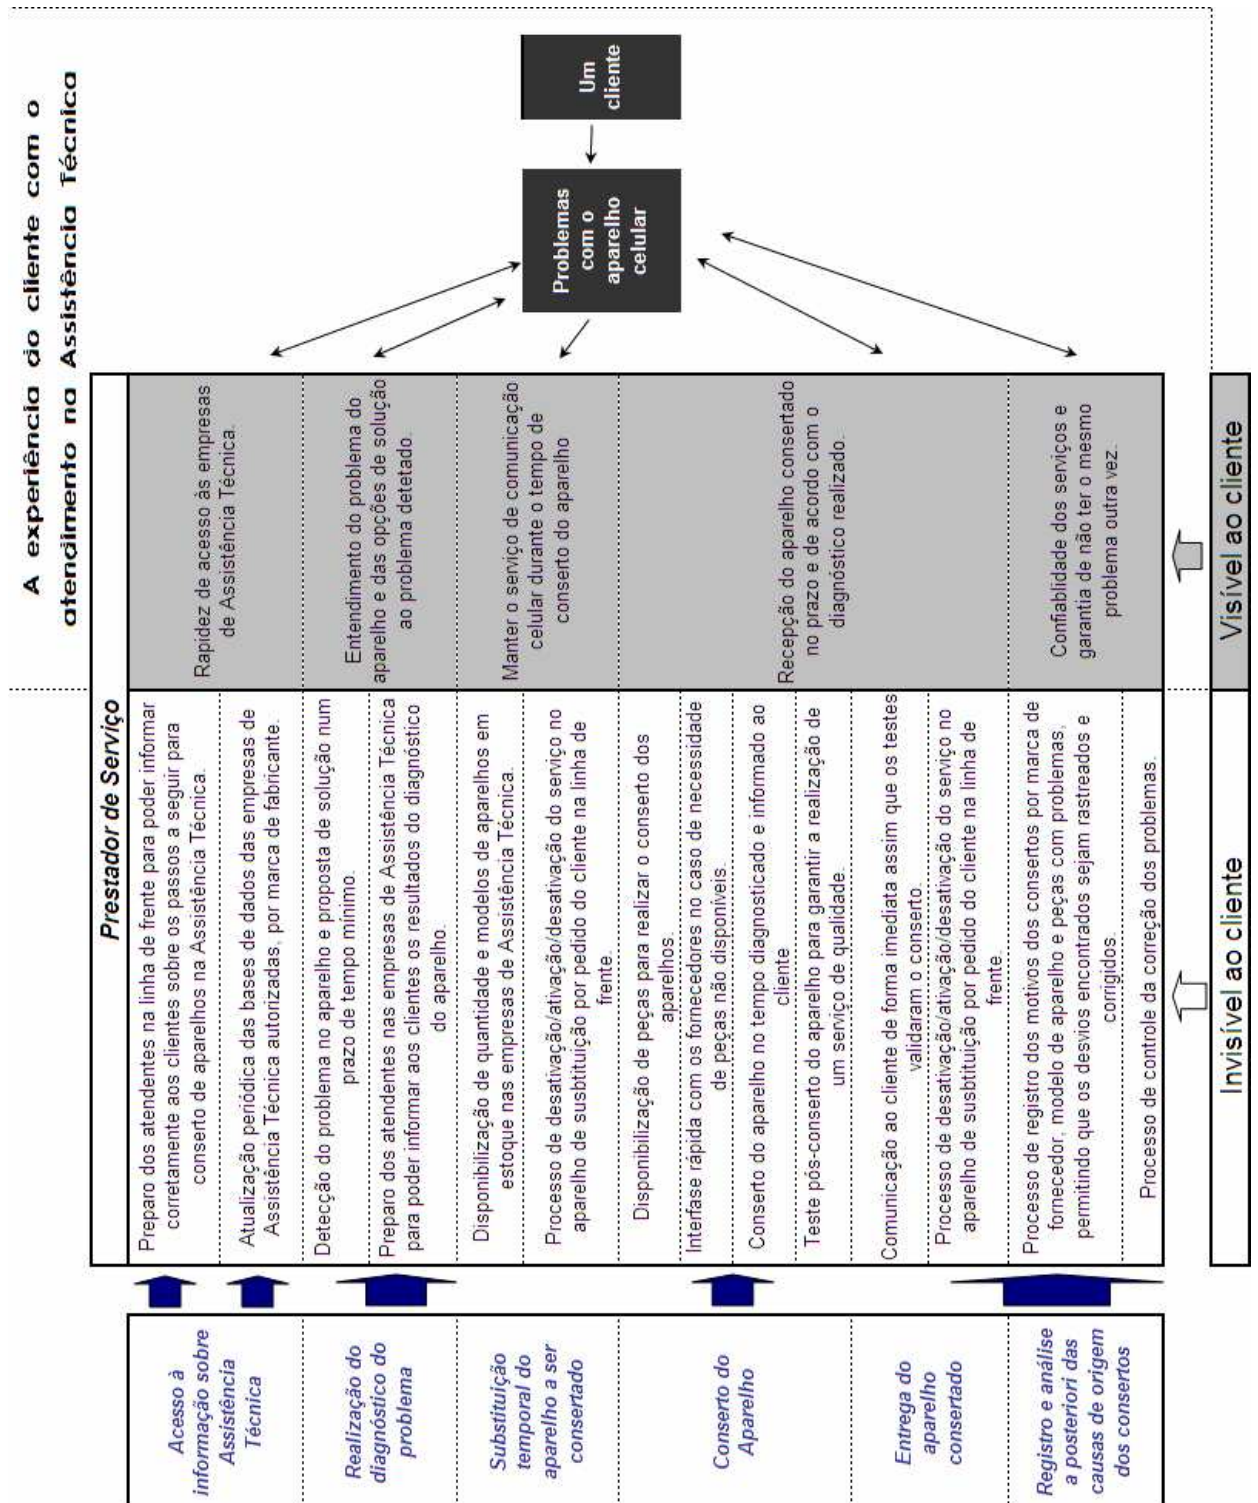 A experiência do cliente com o
atendimento na Assistência Técnica
Prestador de Serviço
Acesso à
informação sobre
Assistência
Técnica
Preparo dos atendentes na linha de frente para poder informar
corretamente aos clientes sobre os passos a seguir para
conserto de aparelhos na Assistência Técnica.
Atualização periódica das bases de dados das empresas de
Assistência Técnica autorizadas, por marca de fabricante.
Rapidez de acesso às empresas
de Assistência Técnica.
Realização do
diagnóstico do
problema
Detecção do problema no aparelho e proposta de solução num
prazo de tempo mínimo.
Preparo dos atendentes nas empresas de Assistência Técnica
para poder informar aos clientes os resultados do diagnóstico
do aparelho.
Entendimento do problema do
aparelho e das opções de solução
ao problema detetado.
Substituição
temporal do
aparelho a ser
consertado
Disponibilização de quantidade e modelos de aparelhos em
estoque nas empresas de Assistência Técnica.
Processo de desativação/ativação/desativação do serviço no
aparelho de susbtituição por pedido do cliente na linha de
frente.
Manter o serviço de comunicação
celular durante o tempo de
conserto do aparelho
Conserto do
Aparelho
Disponibilização de peças para realizar o conserto dos
aparelhos.
Interfase rápida com os fornecedores no caso de necessidade
de peças não disponíveis.
Conserto do aparelho no tempo diagnosticado e informado ao
cliente
Teste pós-conserto do aparelho para garantir a realização de
um serviço de qualidade.
Recepção do aparelho consertado
no prazo e de acordo com o
diagnóstico realizado.
Entrega do
aparelho
consertado
Comunicação ao cliente de forma imediata assim que os testes
validaram o conserto.
Processo de desativação/ativação/desativação do serviço no
aparelho de susbtituição por pedido do cliente na linha de
frente.
Registro e análise
a posteriori das
causas de origem
dos consertos
Processo de registro dos motivos dos consertos por marca de
fornecedor, modelo de aparelho e peças com problemas,
permitindo que os desvios encontrados sejam rastreados e
corrigidos.
Processo de controle da correção dos problemas.
Confiablidade dos serviços e
garantia de não ter o mesmo
problema outra vez.
Problemas
com o
aparelho
celular
Um
cliente
Invisível ao cliente
Visível ao cliente